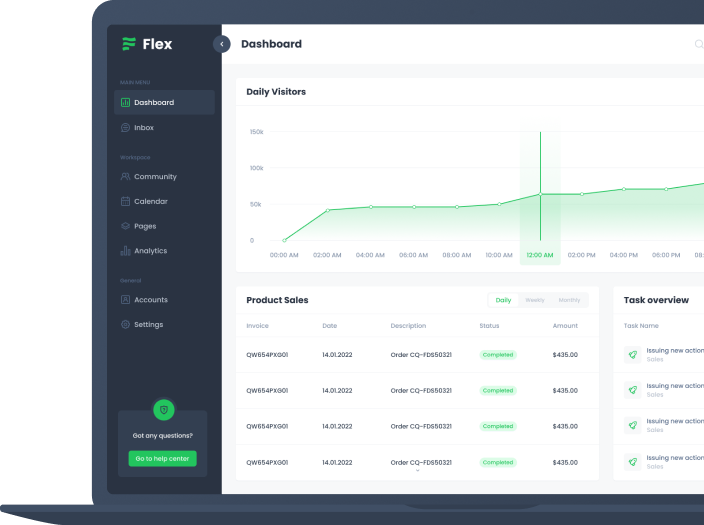 Flex
Dashboard
MAIN MENU
Dashboard
Inbox
Workspace
Community
Calendar
Pages
Analytics
General
Accounts
Settings
Got any questions?
Go to help center
Daily Visitors
150k
100k
50k
0
00:00 AM 02:00 AM 04:00 AM 06:00 AM 08:00 AM 10:00 AM 12:00 AM 02:00 PM 04:00 PM 06:00 PM 08:
Product Sales
Daily Weekly Monthly
Invoice Date Description Status Amount
QW654PXG01 14.01.2022 Order CQ-FDS50321 Completed $435.00
QW654PXG01 14.01.2022 Order CQ-FDS50321 Completed $435.00
QW654PXG01 14.01.2022 Order CQ-FDS50321 Completed $435.00
QW654PXG01 14.01.2022 Order CQ-FDS50321 Completed $435.00
Task overview
Task Name
Issuing new action
Sales
Issuing new action
Sales
Issuing new action
Sales
Issuing new action
Sales